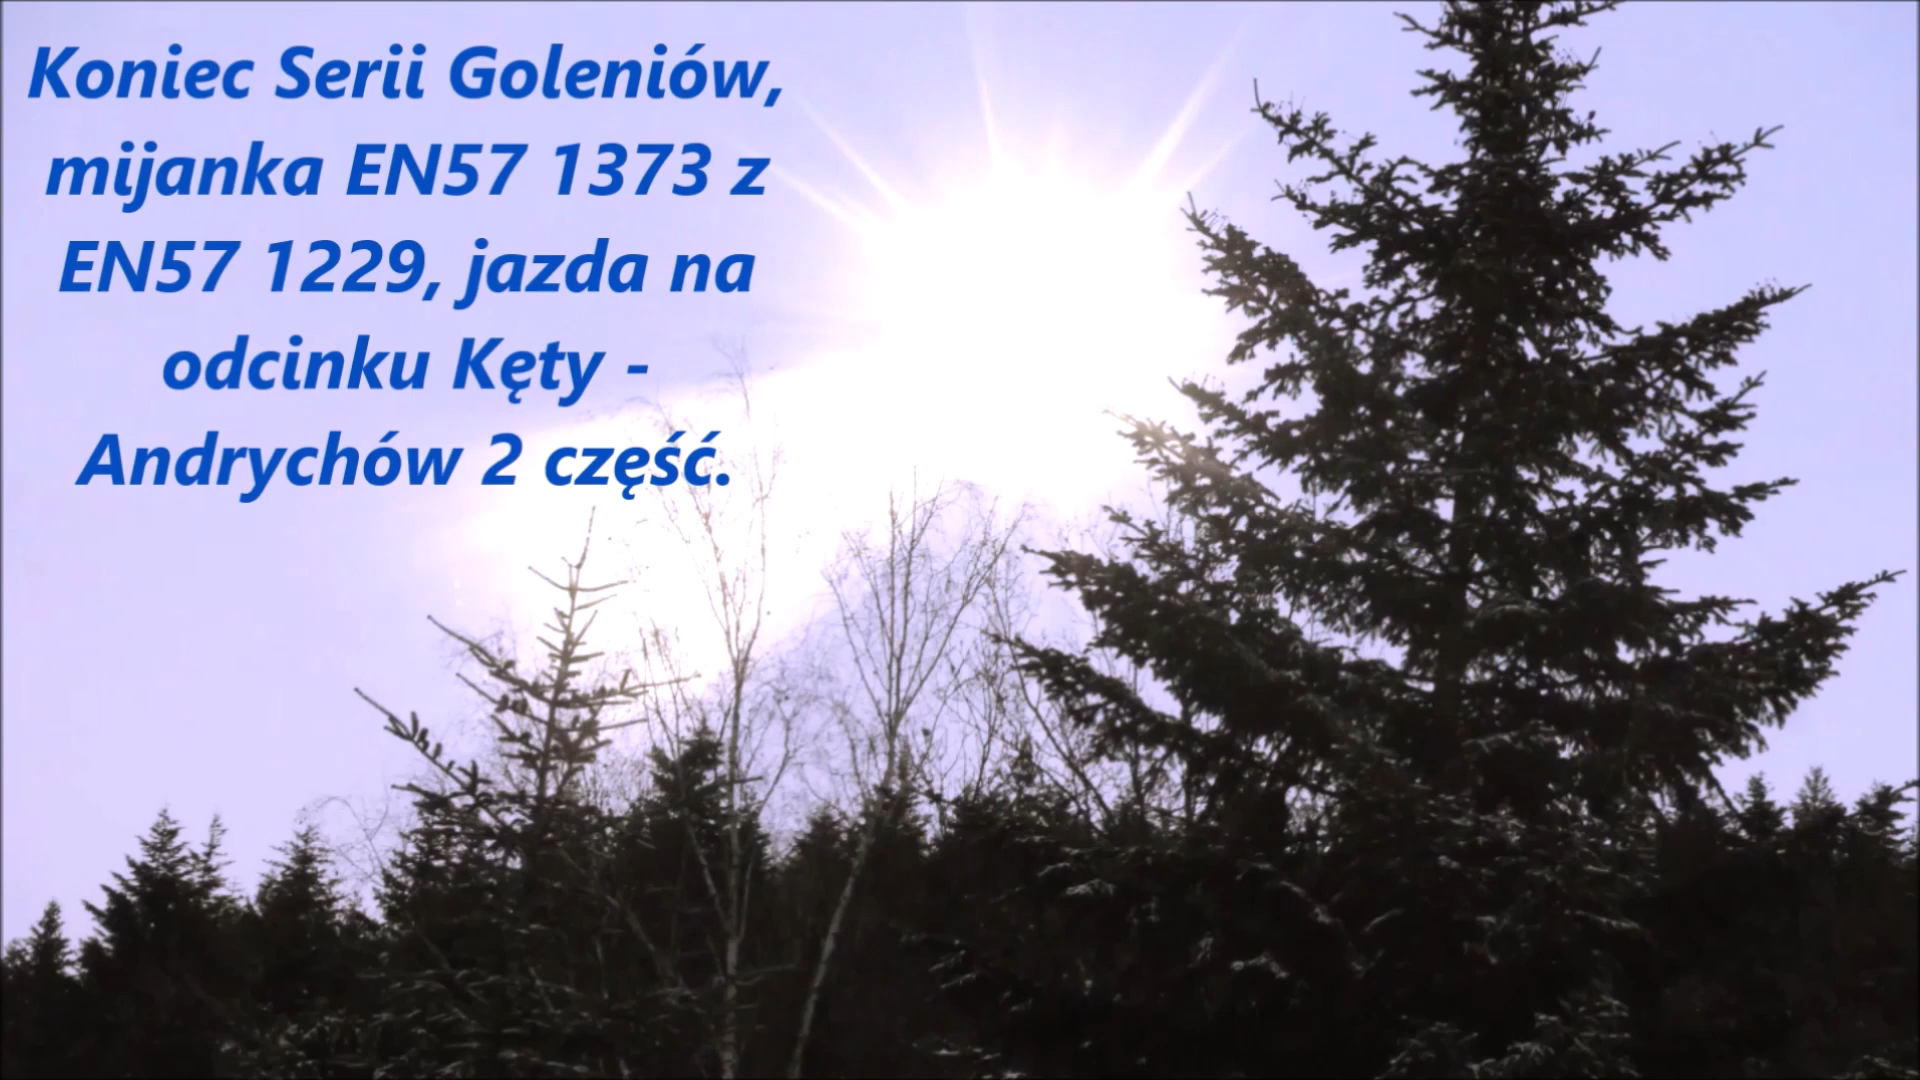 Koniec Serii Goleniów,
mijanka EN57 1373 z
EN57 1229, jazda na
odcinku Kęty -
Andrychów 2 część.